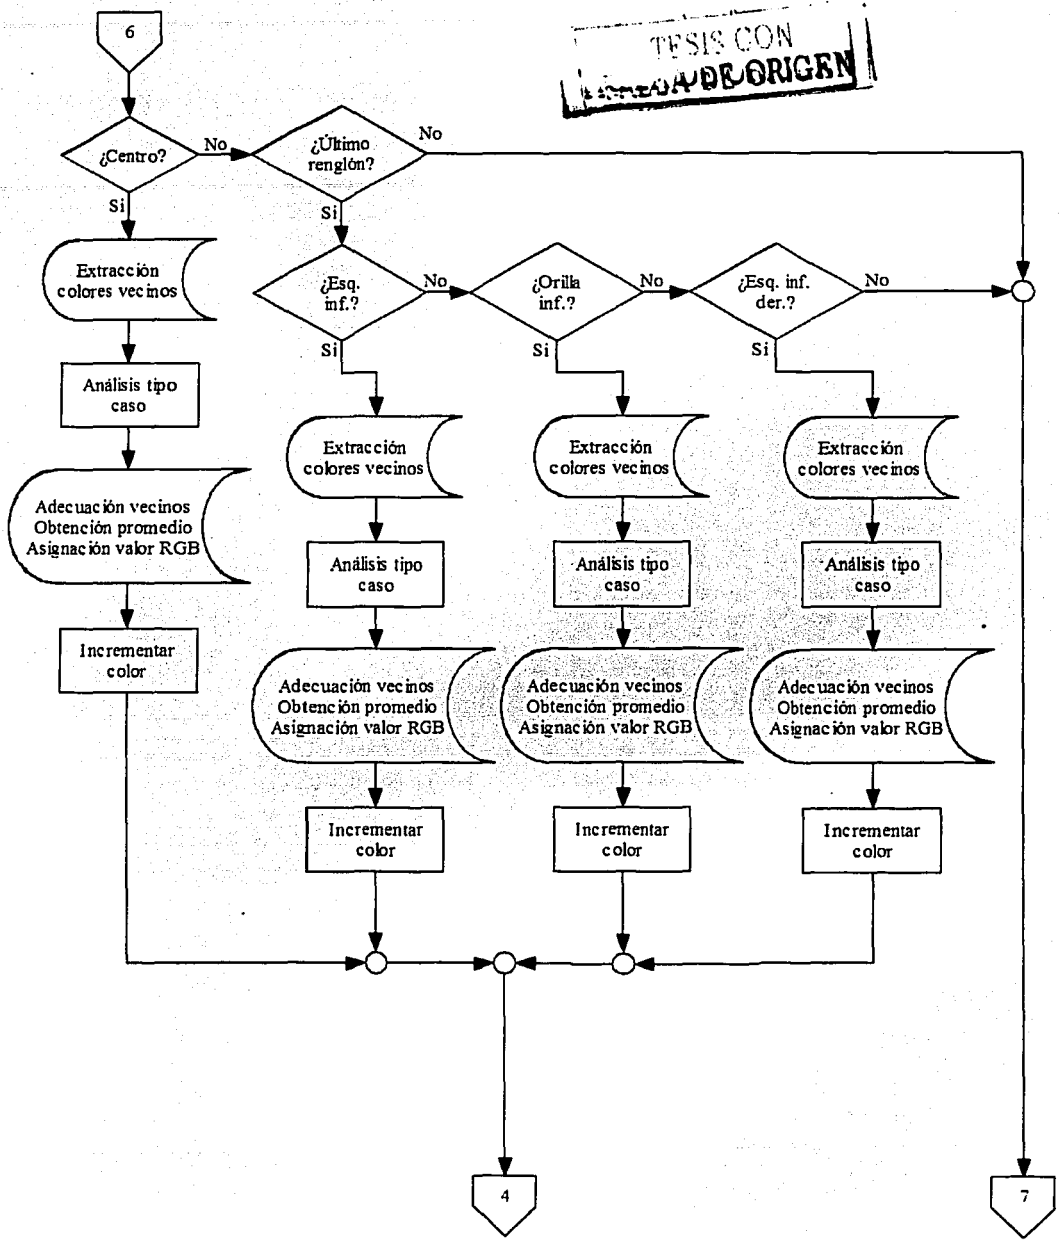 6
TESIS CON
DE ORIGEN
¿Centro?
No
¿Último
renglón?
No
Si
Si
Extracción
colores vecinos
¿Esq.
inf.?
No
¿Orilla
inf.?
No
¿Esq. inf.
der.?
No
Si
Si
Si
Análisis tipo
caso
Extracción
colores vecinos
Extracción
colores vecinos
Extracción
colores vecinos
Adecuación vecinos
Obtención promedio
Asignación valor RGB
Análisis tipo
caso
Análisis tipo
caso
Análisis tipo
caso
Incrementar
color
Adecuación vecinos
Obtención promedio
Asignación valor RGB
Adecuación vecinos
Obtención promedio
Asignación valor RGB
Adecuación vecinos
Obtención promedio
Asignación valor RGB
Incrementar
color
Incrementar
color
Incrementar
color
4
7